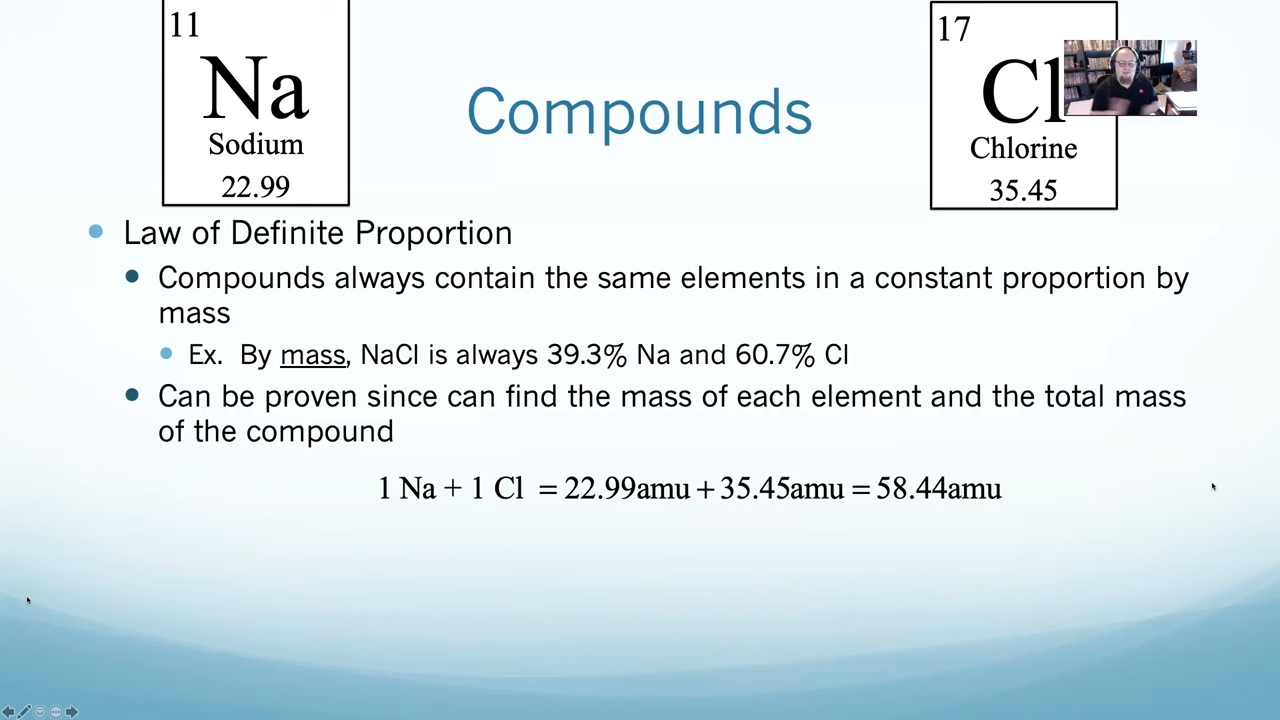 11
Na
Sodium
22.99
Compounds
17
Cl
Chlorine
35.45
Law of Definite Proportion
Compounds always contain the same elements in a constant proportion by
mass
Ex. By mass, NaCl is always 39.3% Na and 60.7% Cl
Can be proven since can find the mass of each element and the total mass
of the compound
1 Na + 1 Cl = 22.99amu + 35.45amu = 58.44amu